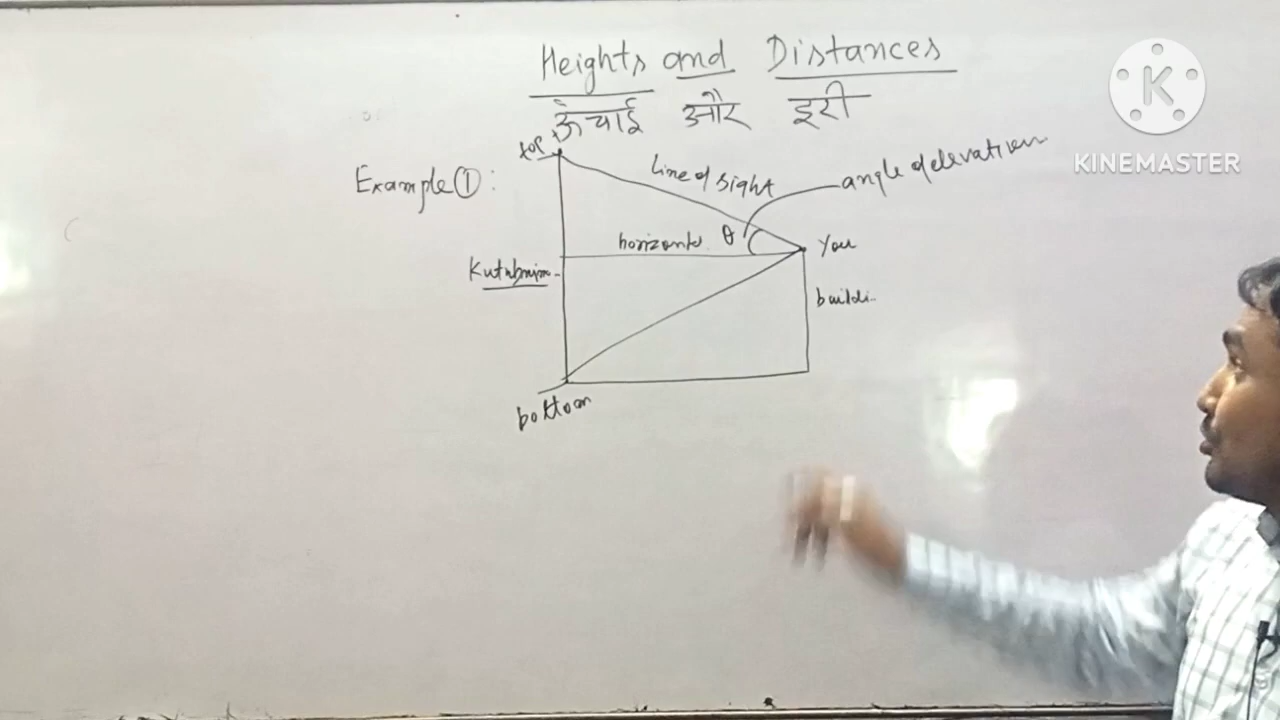 Heights and Distances
ऊंचाई और इरी
KINEMASTER
Example ① :
top
Line of sight
angle of elevation
horizontal
θ
You
Kutubminar
buildi..
bottom